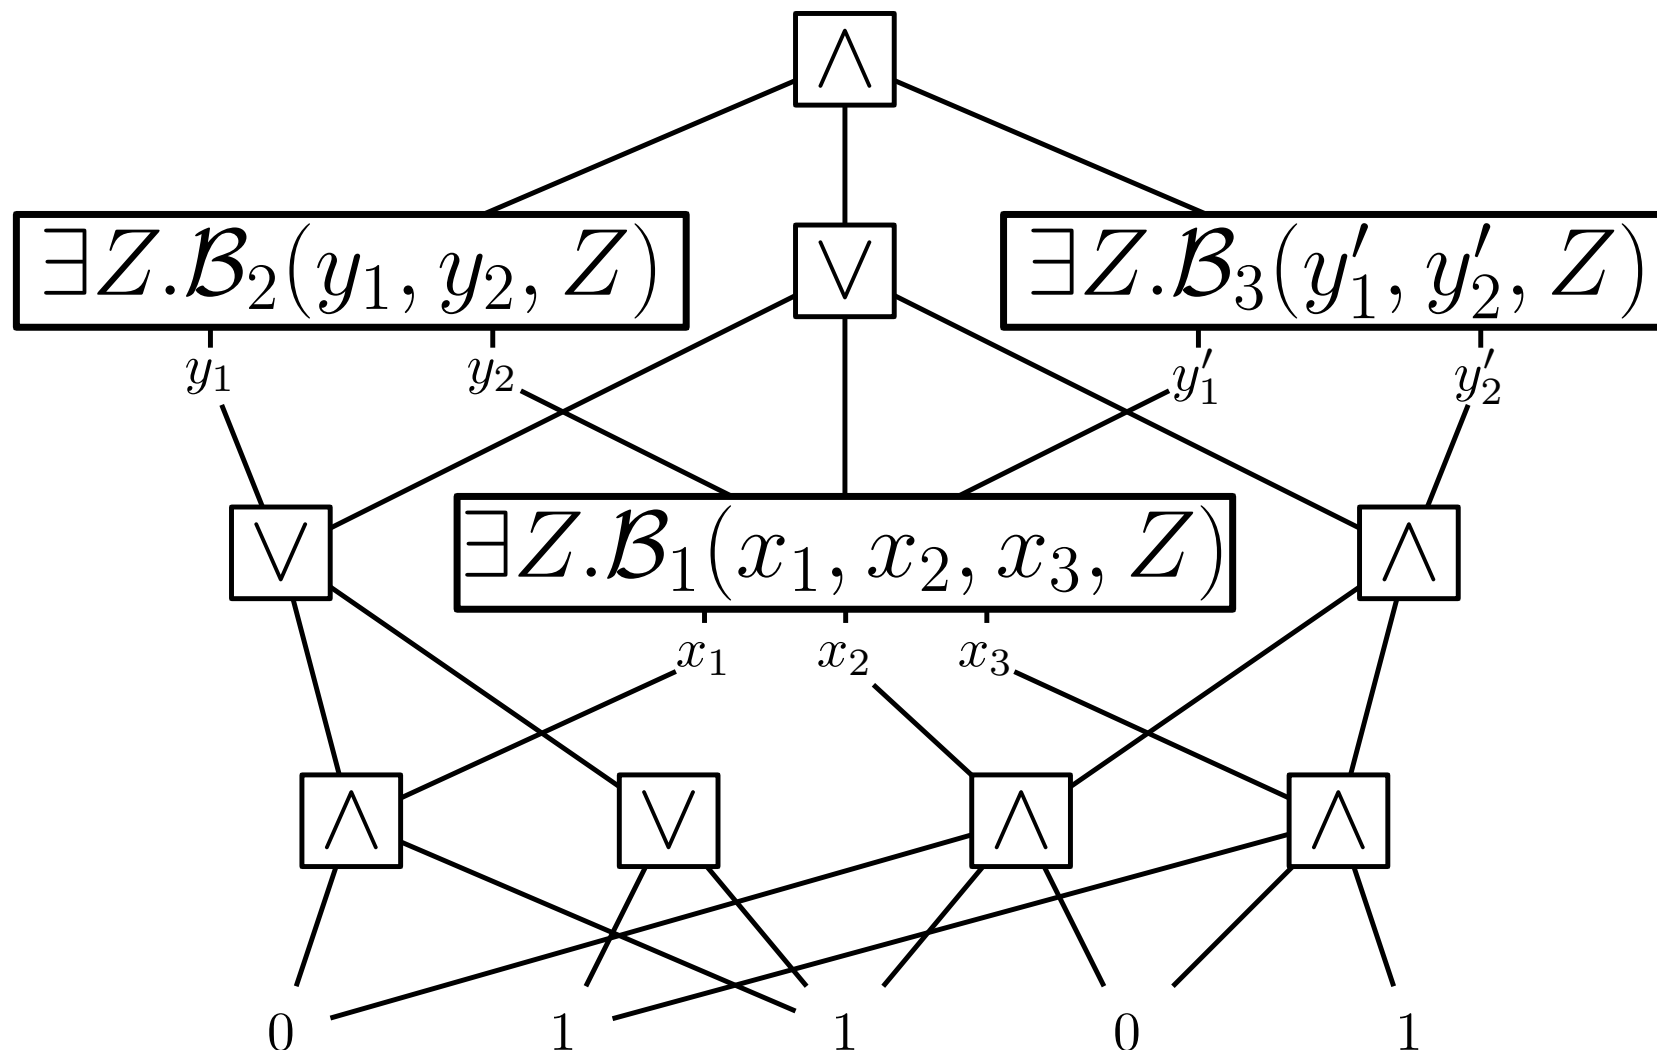 ∧
∃Z.ℬ₂(y₁, y₂, Z) ∨ ∃Z.ℬ₃(y′₁, y′₂, Z)
y₁ y₂ y′₁ y′₂
∨ ∃Z.ℬ₁(x₁, x₂, x₃, Z) ∧
x₁ x₂ x₃
∧ ∨ ∧ ∧
0 1 1 0 1